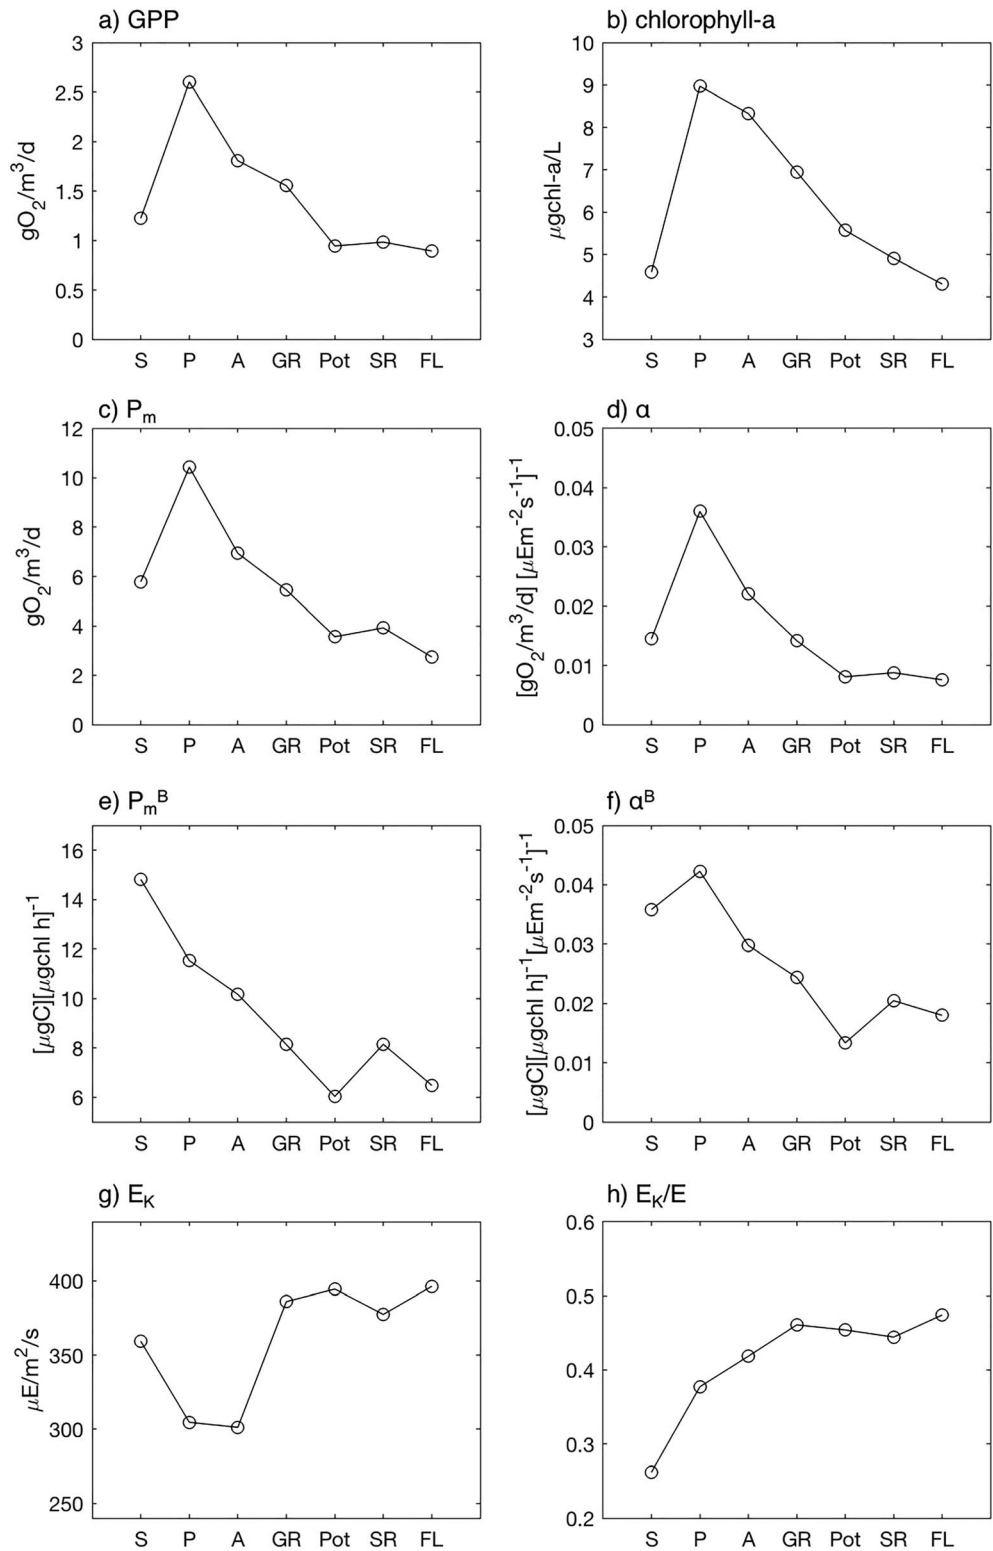 a) GPP
3
2.5
2
1.5
1
0.5
0
gO₂/m³/d
S P A GR Pot SR FL
b) chlorophyll-a
10
9
8
7
6
5
4
3
μgchl-a/L
S P A GR Pot SR FL
c) Pₘ
12
10
8
6
4
2
0
gO₂/m³/d
S P A GR Pot SR FL
d) α
0.05
0.04
0.03
0.02
0.01
0
[gO₂/m³/d] [μEm⁻²s⁻¹]⁻¹
S P A GR Pot SR FL
e) Pₘᴮ
16
14
12
10
8
6
[μgC][μgchl h]⁻¹
S P A GR Pot SR FL
f) αᴮ
0.05
0.04
0.03
0.02
0.01
0
[μgC][μgchl h]⁻¹[μEm⁻²s⁻¹]⁻¹
S P A GR Pot SR FL
g) E_K
400
350
300
250
μE/m²/s
S P A GR Pot SR FL
h) E_K/E
0.6
0.5
0.4
0.3
0.2
S P A GR Pot SR FL